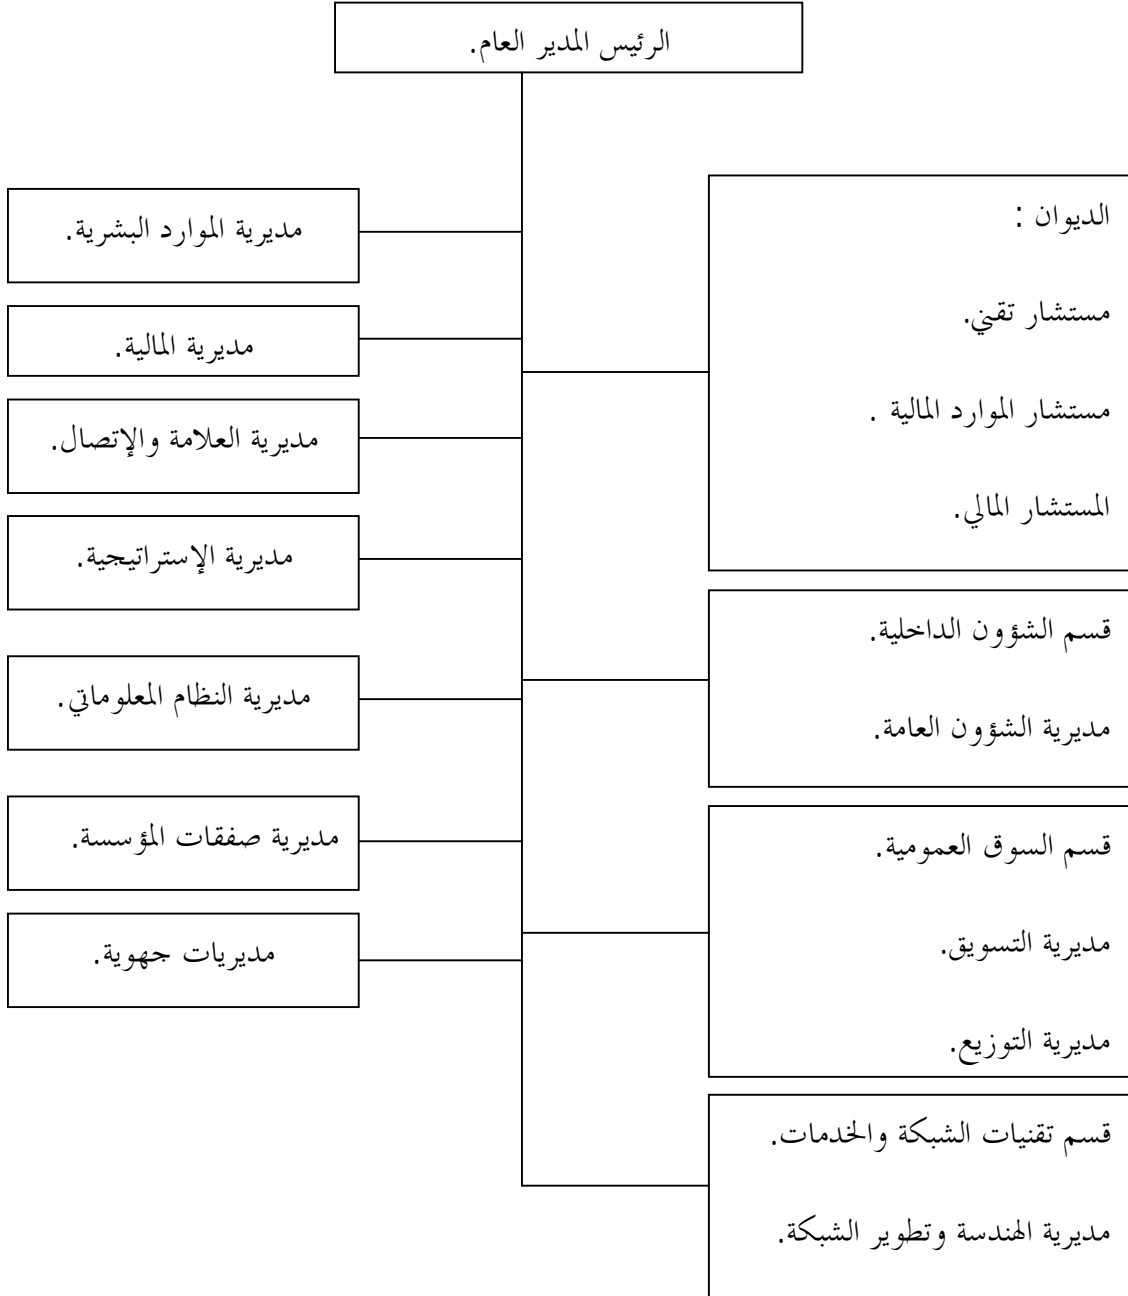 الرئيس المدير العام.
الديوان :
مستشار تقني.
مستشار الموارد المالية .
المستشار المالي.
قسم الشؤون الداخلية.
مديرية الشؤون العامة.
قسم السوق العمومية.
مديرية التسويق.
مديرية التوزيع.
قسم تقنيات الشبكة والخدمات.
مديرية الهندسة وتطوير الشبكة.
مديرية الموارد البشرية.
مديرية المالية.
مديرية العلامة والإتصال.
مديرية الإستراتيجية.
مديرية النظام المعلوماتي.
مديرية صفقات المؤسسة.
مديريات جهوية.